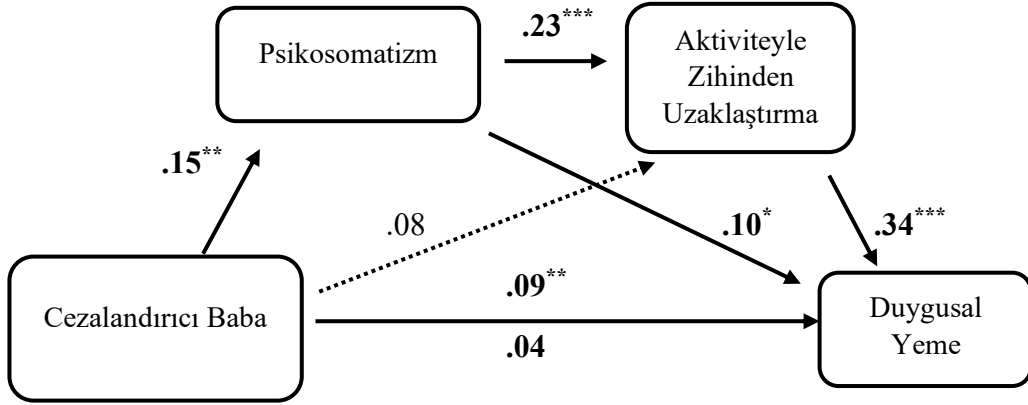 Psikosomatizm
.23***
Aktiviteyle
Zihinden
Uzaklaştırma
.15**
.08
.10*
.34***
Cezalandırıcı Baba
.09**
.04
Duygusal
Yeme